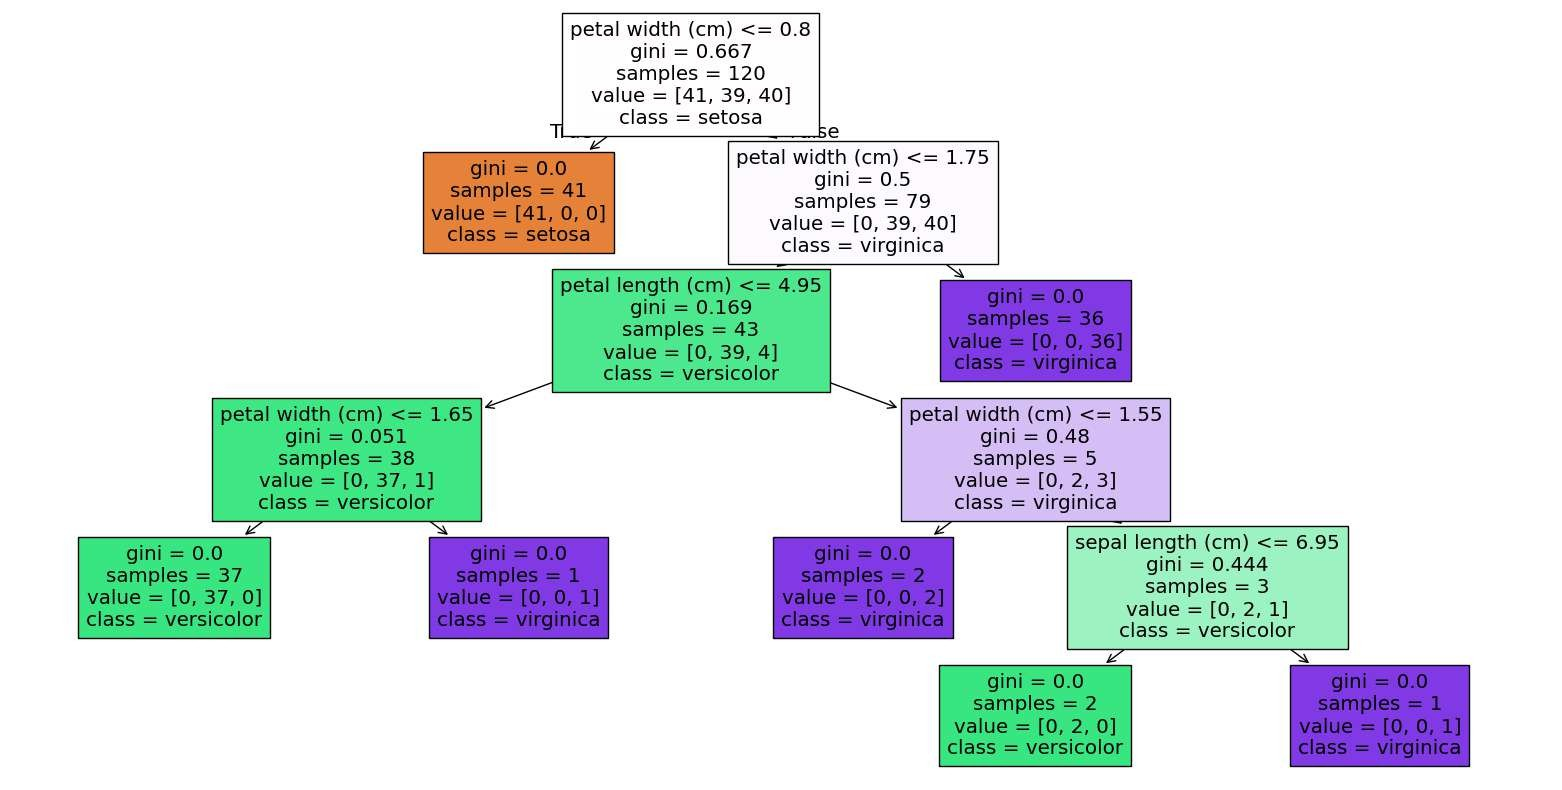 petal width (cm) <= 0.8
gini = 0.667
samples = 120
value = [41, 39, 40]
class = setosa
gini = 0.0
samples = 41
value = [41, 0, 0]
class = setosa
petal width (cm) <= 1.75
gini = 0.5
samples = 79
value = [0, 39, 40]
class = virginica
petal length (cm) <= 4.95
gini = 0.169
samples = 43
value = [0, 39, 4]
class = versicolor
gini = 0.0
samples = 36
value = [0, 0, 36]
class = virginica
petal width (cm) <= 1.65
gini = 0.051
samples = 38
value = [0, 37, 1]
class = versicolor
petal width (cm) <= 1.55
gini = 0.48
samples = 5
value = [0, 2, 3]
class = virginica
gini = 0.0
samples = 37
value = [0, 37, 0]
class = versicolor
gini = 0.0
samples = 1
value = [0, 0, 1]
class = virginica
gini = 0.0
samples = 2
value = [0, 0, 2]
class = virginica
sepal length (cm) <= 6.95
gini = 0.444
samples = 3
value = [0, 2, 1]
class = versicolor
gini = 0.0
samples = 2
value = [0, 2, 0]
class = versicolor
gini = 0.0
samples = 1
value = [0, 0, 1]
class = virginica